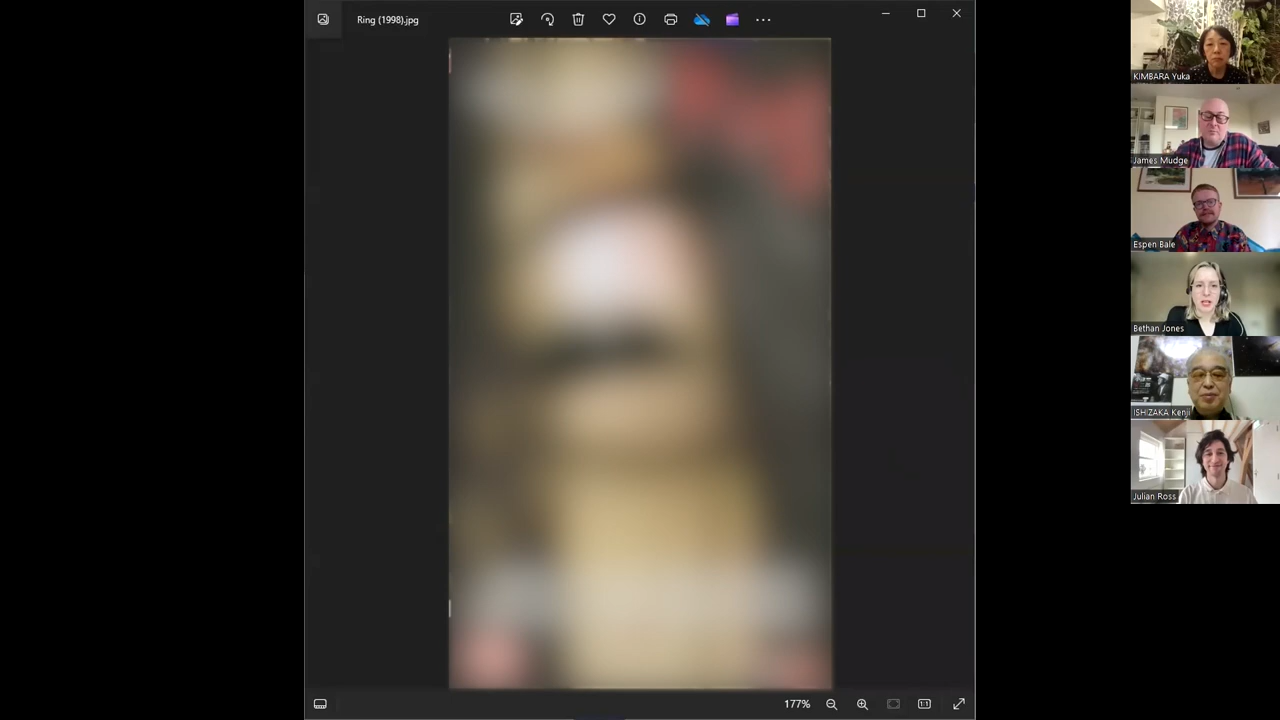 Ring (1998).jpg
177%
KIMBARA Yuka
James Mudge
Espen Bale
Bethan Jones
ISHIZAKA Kenji
Julian Ross